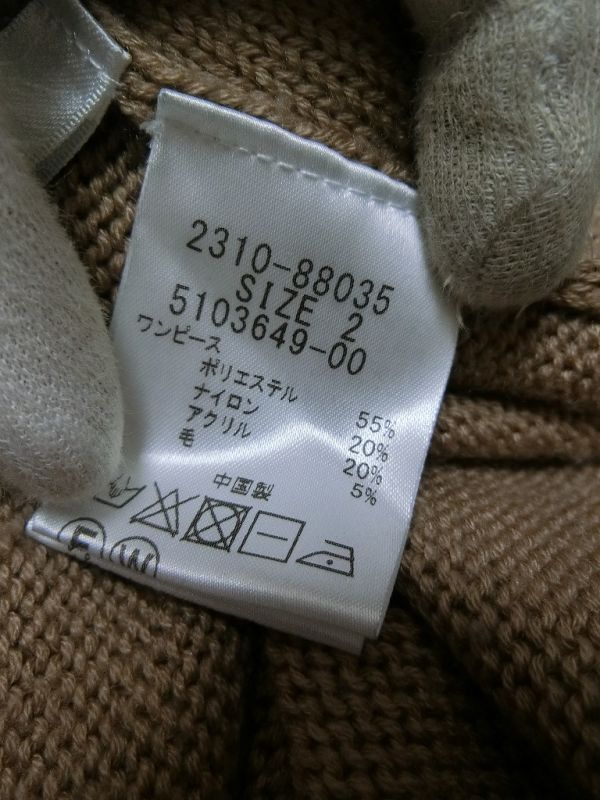 2310-88035
SIZE 2
5103649-00
ワンピース
ポリエステル 55%
ナイロン 20%
アクリル 20%
毛 5%
中国製
W